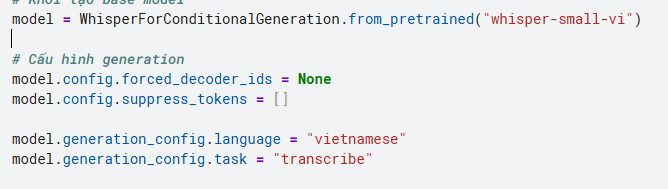 # Khởi tạo base model
model = WhisperForConditionalGeneration.from_pretrained("whisper-small-vi")
# Cấu hình generation
model.config.forced_decoder_ids = None
model.config.suppress_tokens = []
model.generation_config.language = "vietnamese"
model.generation_config.task = "transcribe"